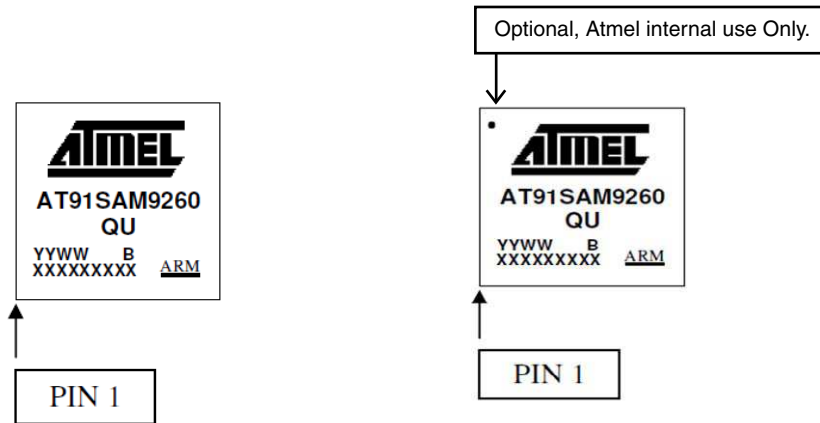 Optional, Atmel internal use Only.
ATMEL
AT91SAM9260
QU
YYWW B
XXXXXXXXX ARM
PIN 1
ATMEL
AT91SAM9260
QU
YYWW B
XXXXXXXXX ARM
PIN 1